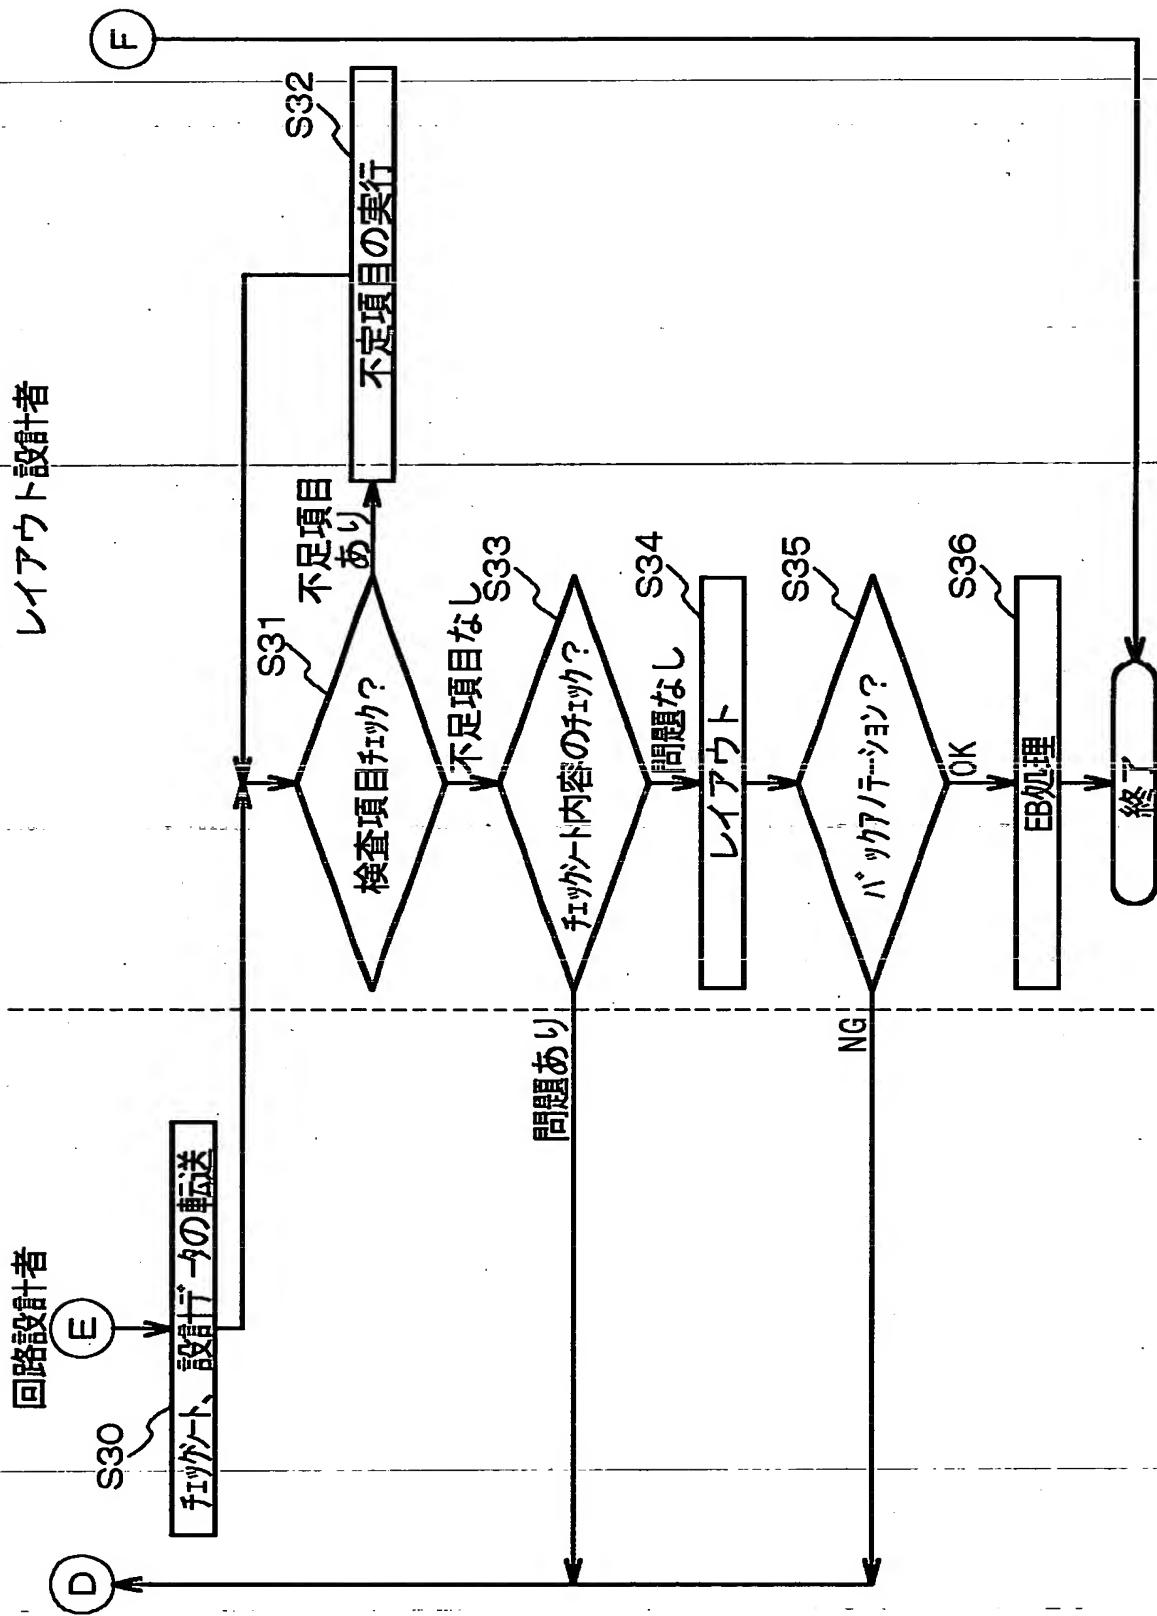 回路設計者
レイアウト設計者
D
E
F
S30
チェックシート、設計データの転送
S31
検査項目チェック?
不足項目
あり
S32
不定項目の実行
不足項目なし
S33
チェックシート内容のチェック?
問題あり
問題なし
S34
レイアウト
S35
バックアノテーション?
NG
OK
S36
EB処理
終了